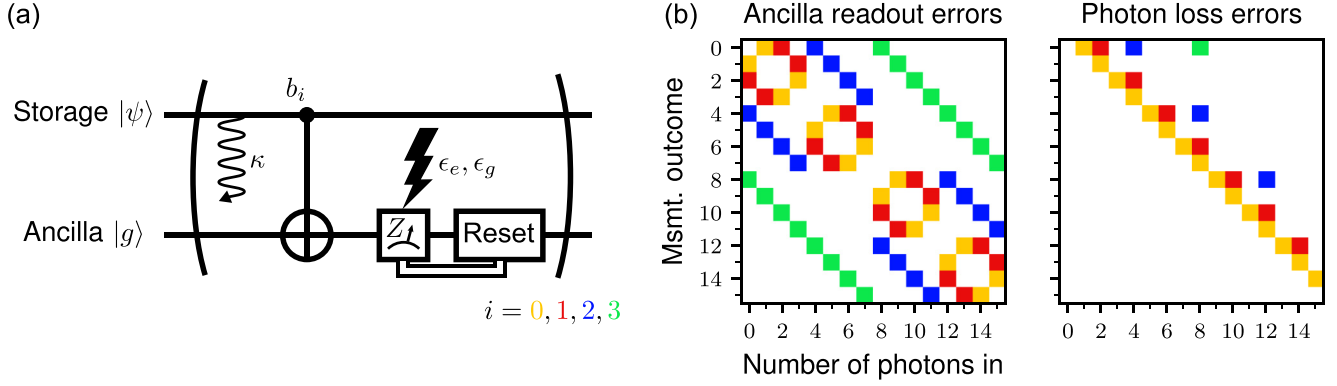 (a)
Storage |ψ⟩
b_i
κ
ϵ_e, ϵ_g
Ancilla |g⟩
Z
Reset
i = 0, 1, 2, 3
(b)
Ancilla readout errors
Photon loss errors
Msmt. outcome
0
2
4
6
8
10
12
14
0 2 4 6 8 10 12 14
0 2 4 6 8 10 12 14
Number of photons in